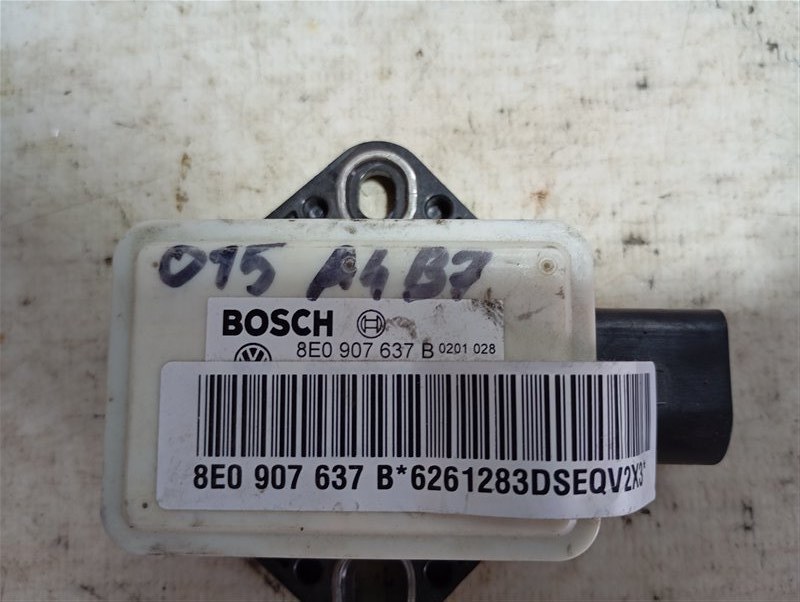 015 A4 B7
BOSCH
8E0 907 637 B 0201 028
8E0 907 637 B*6261283DSEQV2X3*